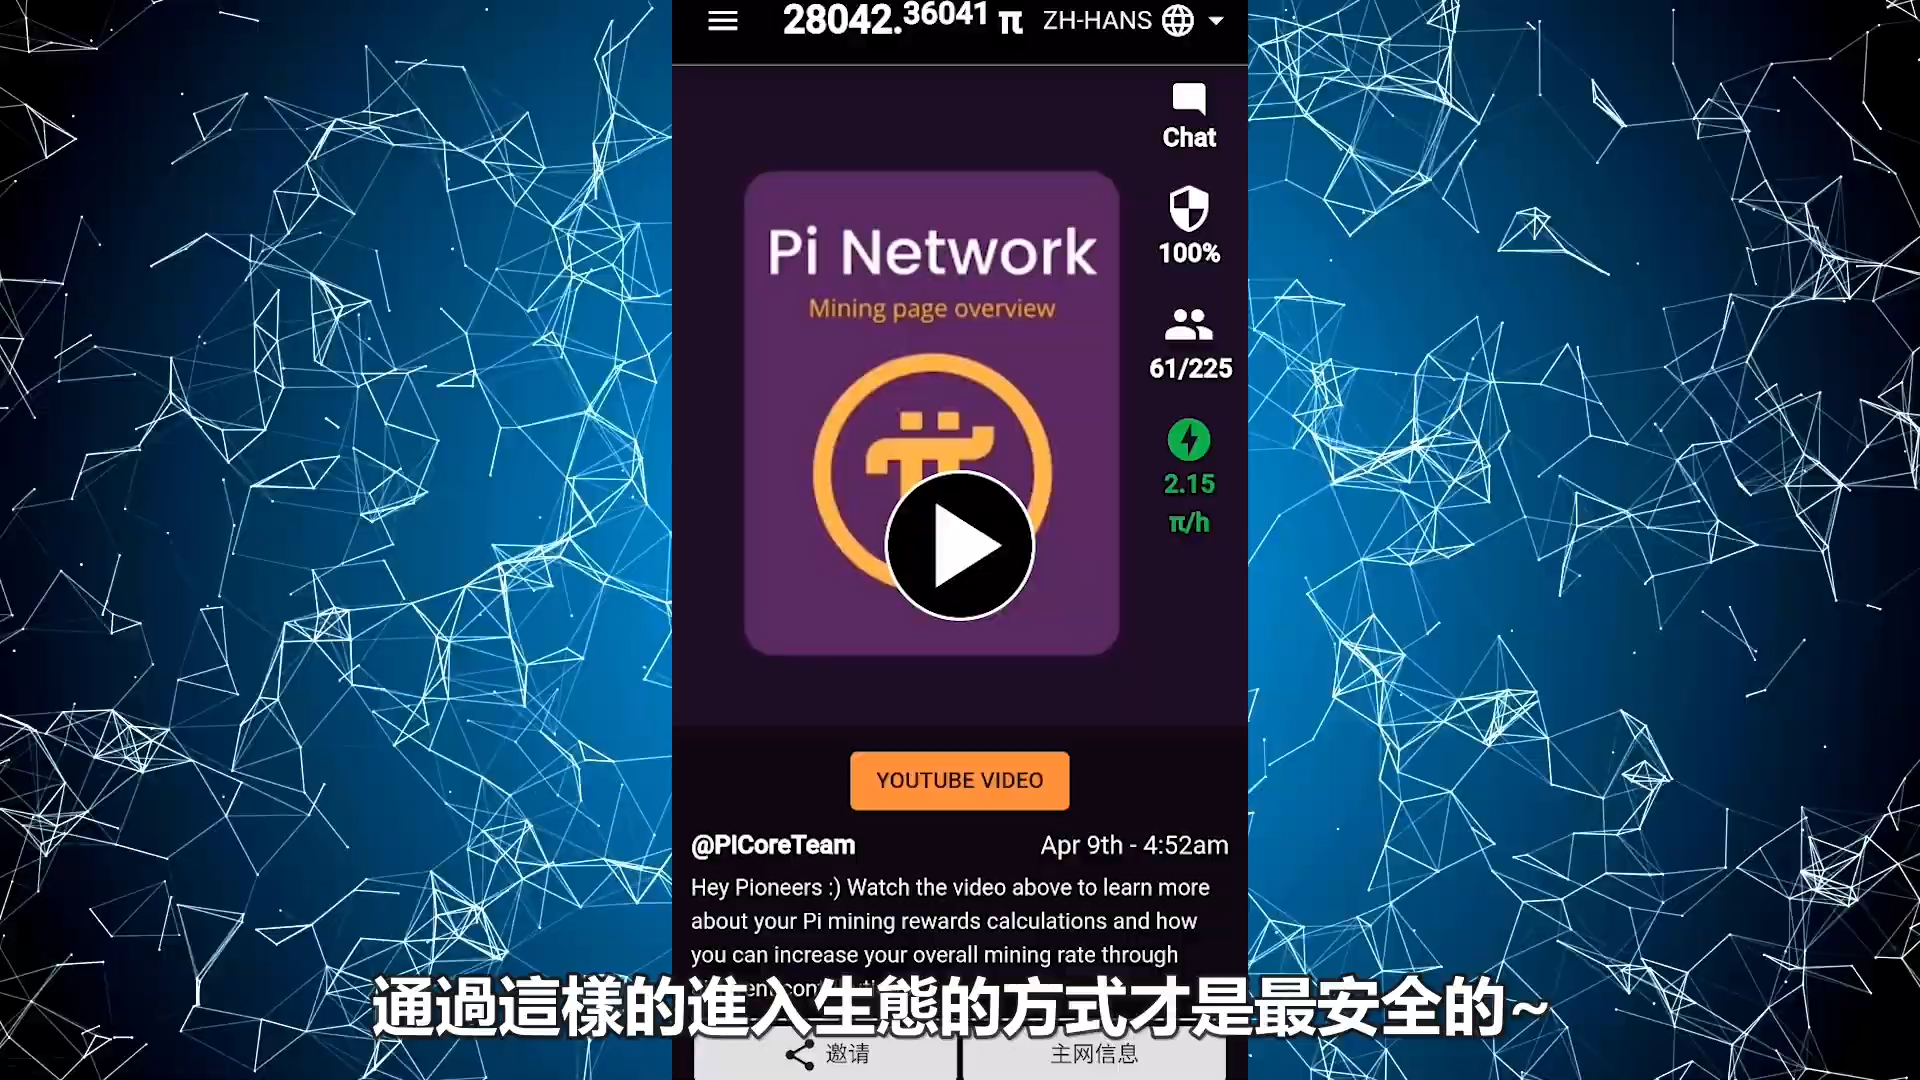 28042.36041 π ZH-HANS
Chat
100%
61/225
2.15
π/h
Pi Network
Mining page overview
YOUTUBE VIDEO
@PICoreTeam Apr 9th - 4:52am
Hey Pioneers :) Watch the video above to learn more
about your Pi mining rewards calculations and how
you can increase your overall mining rate through
通過這樣的進入生態的方式才是最安全的~
邀请 主网信息